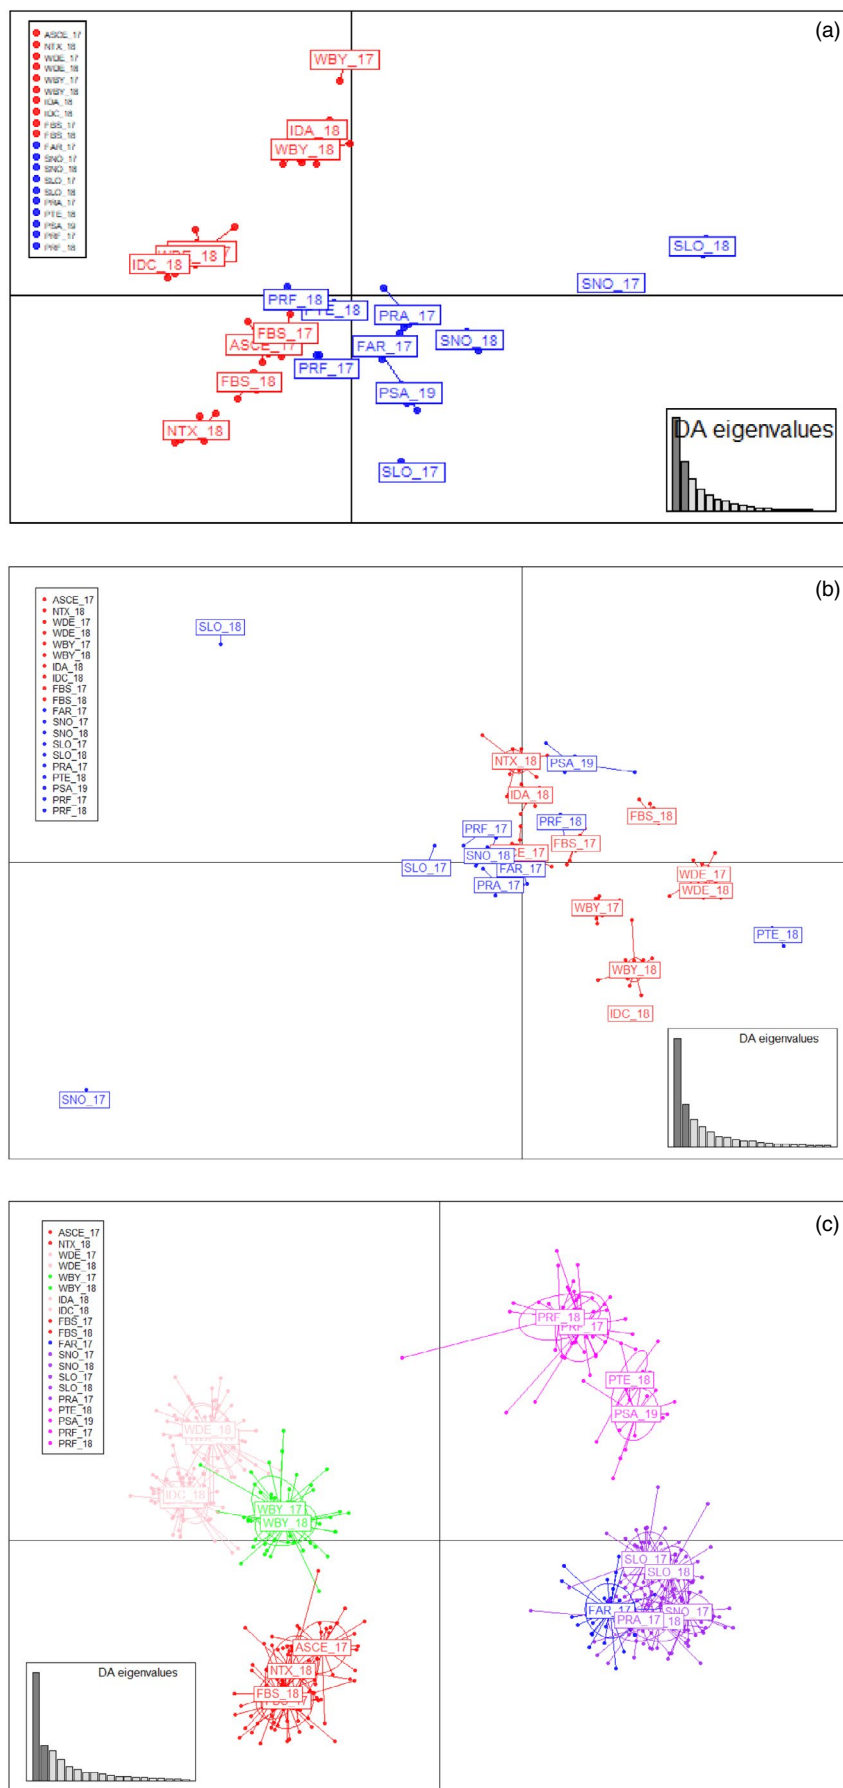 (a)
ASCE_17
NTX_18
WDE_17
WDE_18
WBY_17
WBY_18
IDA_18
IDC_18
FBS_17
FBS_18
FAR_17
SNO_17
SNO_18
SLO_17
SLO_18
PRA_17
PTE_18
PSA_19
PRF_17
PRF_18
WBY_17
IDA_18
WBY_18
SLO_18
WDE_18
IDC_18
SNO_17
PRF_18
PTE_18
PRA_17
FBS_17
ASCE_17
FAR_17
SNO_18
PRF_17
FBS_18
PSA_19
NTX_18
SLO_17
DA eigenvalues
(b)
ASCE_17
NTX_18
WDE_17
WDE_18
WBY_17
WBY_18
IDA_18
IDC_18
FBS_17
FBS_18
FAR_17
SNO_17
SNO_18
SLO_17
SLO_18
PRA_17
PTE_18
PSA_19
PRF_17
PRF_18
SLO_18
NTX_18
PSA_19
IDA_18
FBS_18
PRF_17
PRF_18
FBS_17
SNO_18
CE_17
SLO_17
FAR_17
WDE_17
PRA_17
WDE_18
WBY_17
PTE_18
WBY_18
IDC_18
SNO_17
DA eigenvalues
(c)
ASCE_17
NTX_18
WDE_17
WDE_18
WBY_17
WBY_18
IDA_18
IDC_18
FBS_17
FBS_18
FAR_17
SNO_17
SNO_18
SLO_17
SLO_18
PRA_17
PTE_18
PSA_19
PRF_17
PRF_18
PRF_18
PRF_17
PTE_18
PSA_19
WDE_18
IDC_18
WBY_17
WBY_18
SLO_17
SLO_18
FAR_17
SNO_17
PRA_17
18
ASCE_17
NTX_18
FBS_18
FBS_17
DA eigenvalues